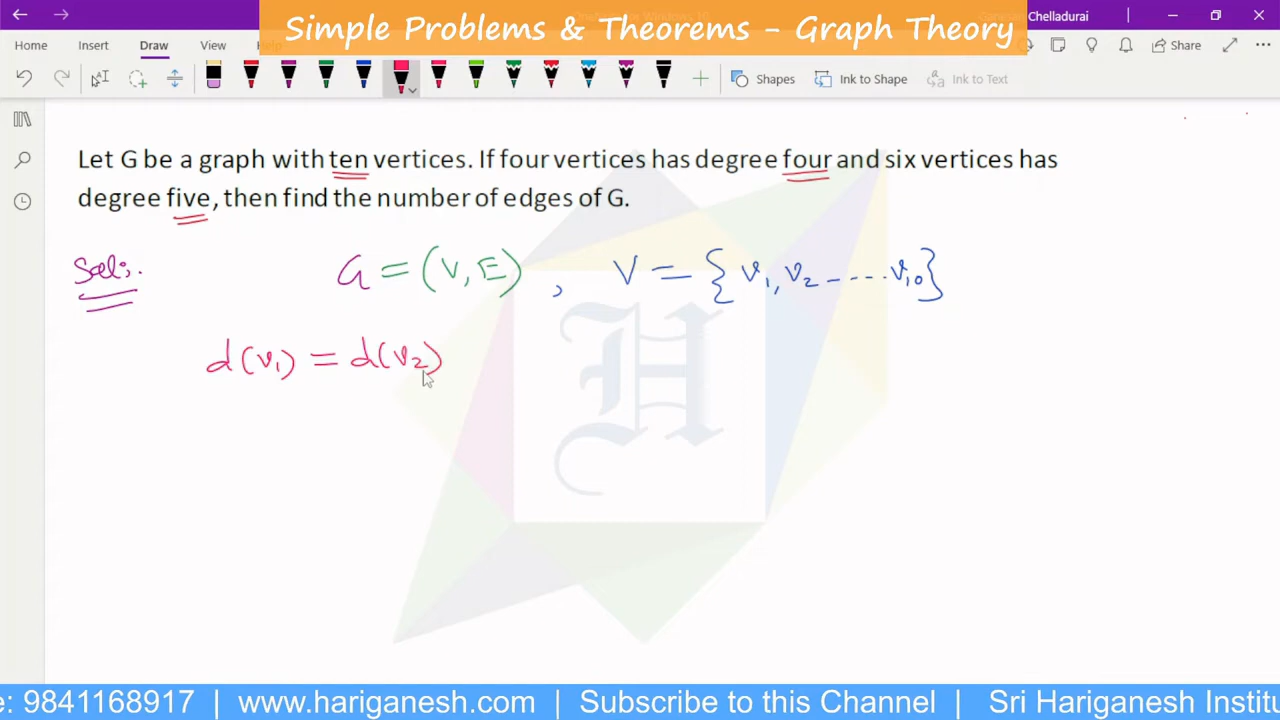 Simple Problems & Theorems - Graph Theory
Chelladurai
Home Insert Draw View
Share
Shapes Ink to Shape Ink to Text
Let G be a graph with ten vertices. If four vertices has degree four and six vertices has
degree five, then find the number of edges of G.
Sol:.
G = (V, E) , V = { v₁, v₂ - - ... v₁₀ }
d(v₁) = d(v₂)
H
e: 9841168917 | www.hariganesh.com | Subscribe to this Channel | Sri Hariganesh Institu